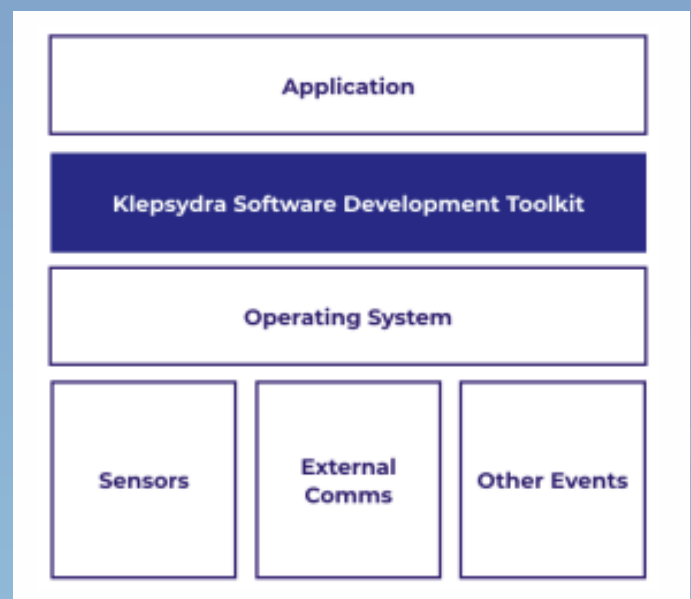 Application
Klepsydra Software Development Toolkit
Operating System
Sensors
External
Comms
Other Events